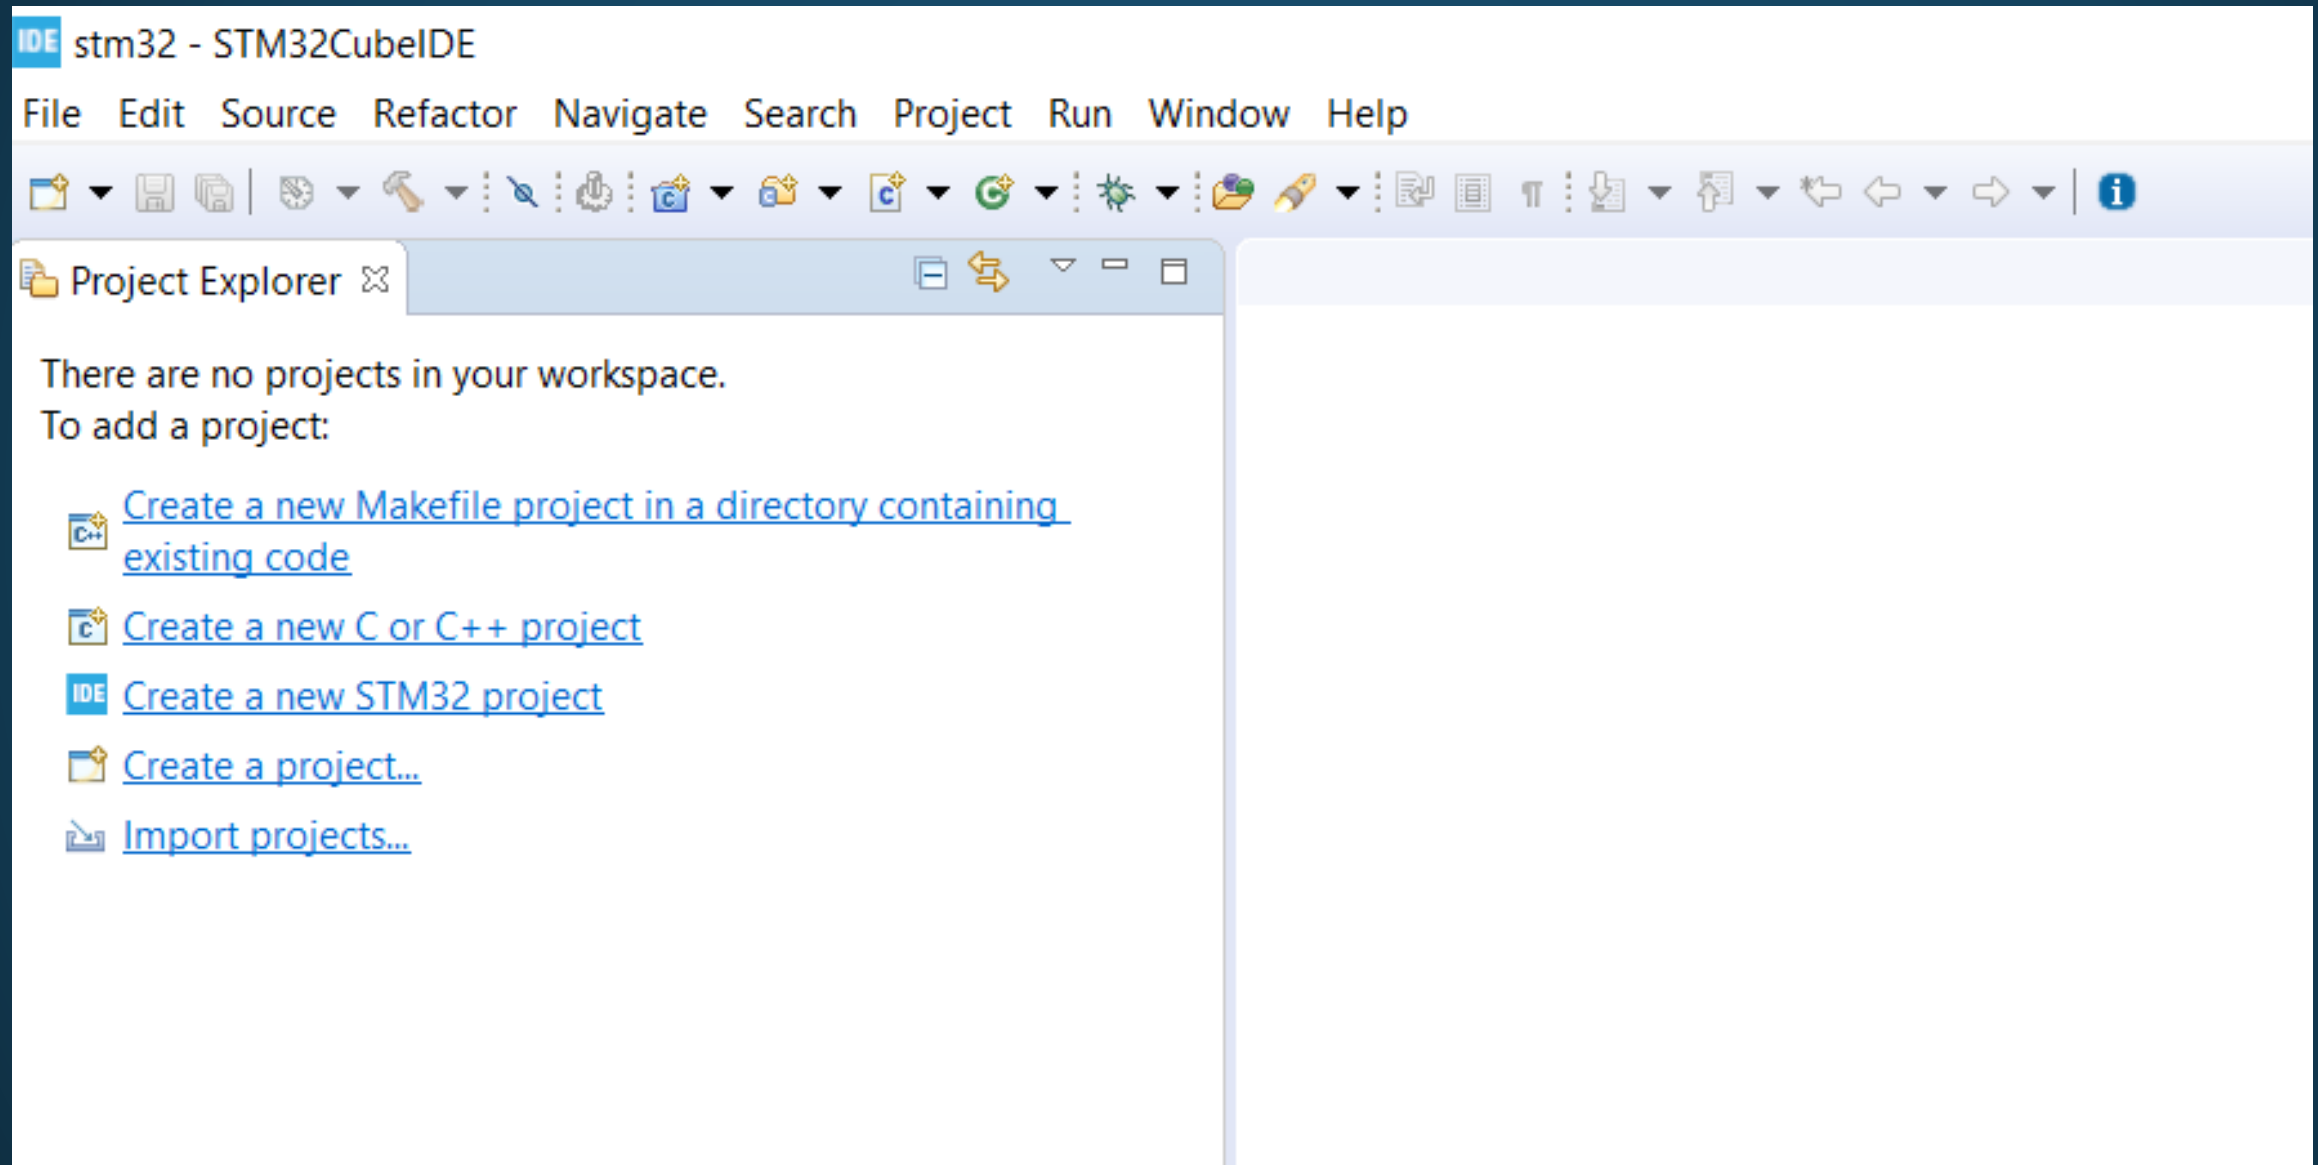 IDE stm32 - STM32CubeIDE
File Edit Source Refactor Navigate Search Project Run Window Help
Project Explorer
There are no projects in your workspace.
To add a project:
Create a new Makefile project in a directory containing
existing code
Create a new C or C++ project
IDE Create a new STM32 project
Create a project...
Import projects...